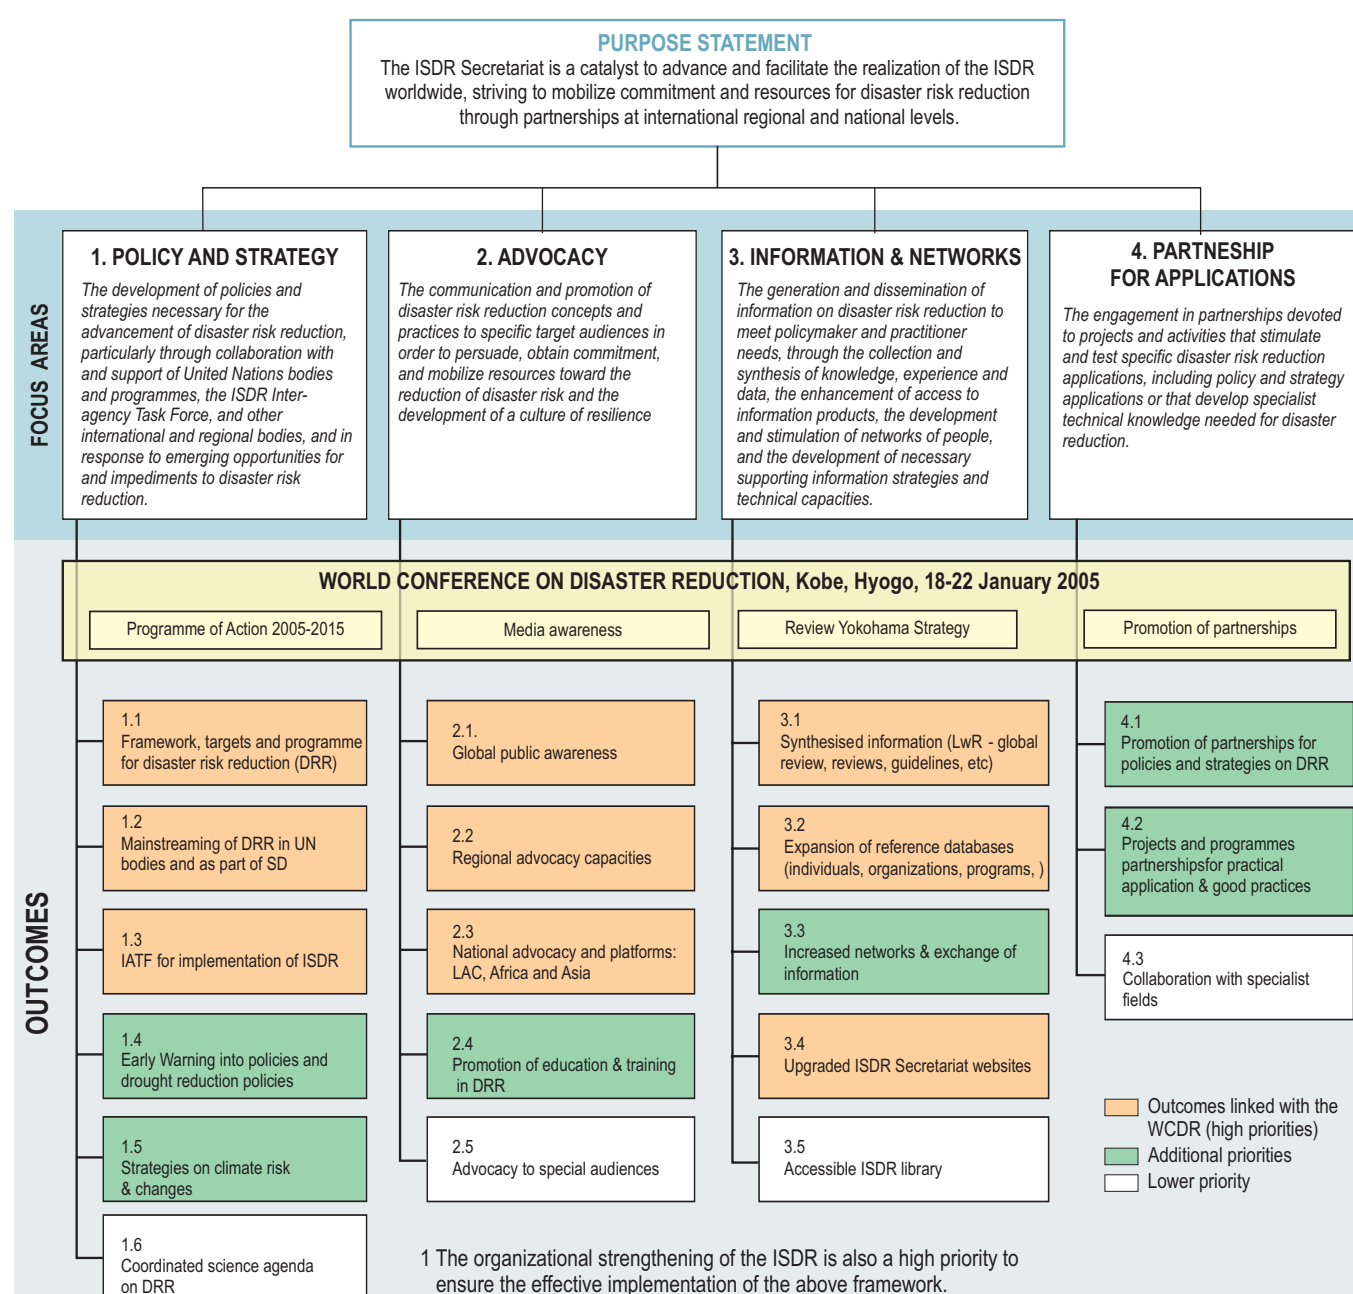 PURPOSE STATEMENT
The ISDR Secretariat is a catalyst to advance and facilitate the realization of the ISDR
worldwide, striving to mobilize commitment and resources for disaster risk reduction
through partnerships at international regional and national levels.
FOCUS AREAS
1. POLICY AND STRATEGY
The development of policies and
strategies necessary for the
advancement of disaster risk reduction,
particularly through collaboration with
and support of United Nations bodies
and programmes, the ISDR Inter-
agency Task Force, and other
international and regional bodies, and in
response to emerging opportunities for
and impediments to disaster risk
reduction.
2. ADVOCACY
The communication and promotion of
disaster risk reduction concepts and
practices to specific target audiences in
order to persuade, obtain commitment,
and mobilize resources toward the
reduction of disaster risk and the
development of a culture of resilience
3. INFORMATION & NETWORKS
The generation and dissemination of
information on disaster risk reduction to
meet policymaker and practitioner
needs, through the collection and
synthesis of knowledge, experience and
data, the enhancement of access to
information products, the development
and stimulation of networks of people,
and the development of necessary
supporting information strategies and
technical capacities.
4. PARTNESHIP
FOR APPLICATIONS
The engagement in partnerships devoted
to projects and activities that stimulate
and test specific disaster risk reduction
applications, including policy and strategy
applications or that develop specialist
technical knowledge needed for disaster
reduction.
WORLD CONFERENCE ON DISASTER REDUCTION, Kobe, Hyogo, 18-22 January 2005
Programme of Action 2005-2015
Media awareness
Review Yokohama Strategy
Promotion of partnerships
OUTCOMES
1.1
Framework, targets and programme
for disaster risk reduction (DRR)
1.2
Mainstreaming of DRR in UN
bodies and as part of SD
1.3
IATF for implementation of ISDR
1.4
Early Warning into policies and
drought reduction policies
1.5
Strategies on climate risk
& changes
1.6
Coordinated science agenda
on DRR
2.1.
Global public awareness
2.2
Regional advocacy capacities
2.3
National advocacy and platforms:
LAC, Africa and Asia
2.4
Promotion of education & training
in DRR
2.5
Advocacy to special audiences
3.1
Synthesised information (LwR - global
review, reviews, guidelines, etc)
3.2
Expansion of reference databases
(individuals, organizations, programs, )
3.3
Increased networks & exchange of
information
3.4
Upgraded ISDR Secretariat websites
3.5
Accessible ISDR library
4.1
Promotion of partnerships for
policies and strategies on DRR
4.2
Projects and programmes
partnershipsfor practical
application & good practices
4.3
Collaboration with specialist
fields
Outcomes linked with the
WCDR (high priorities)
Additional priorities
Lower priority
1 The organizational strengthening of the ISDR is also a high priority to
ensure the effective implementation of the above framework.